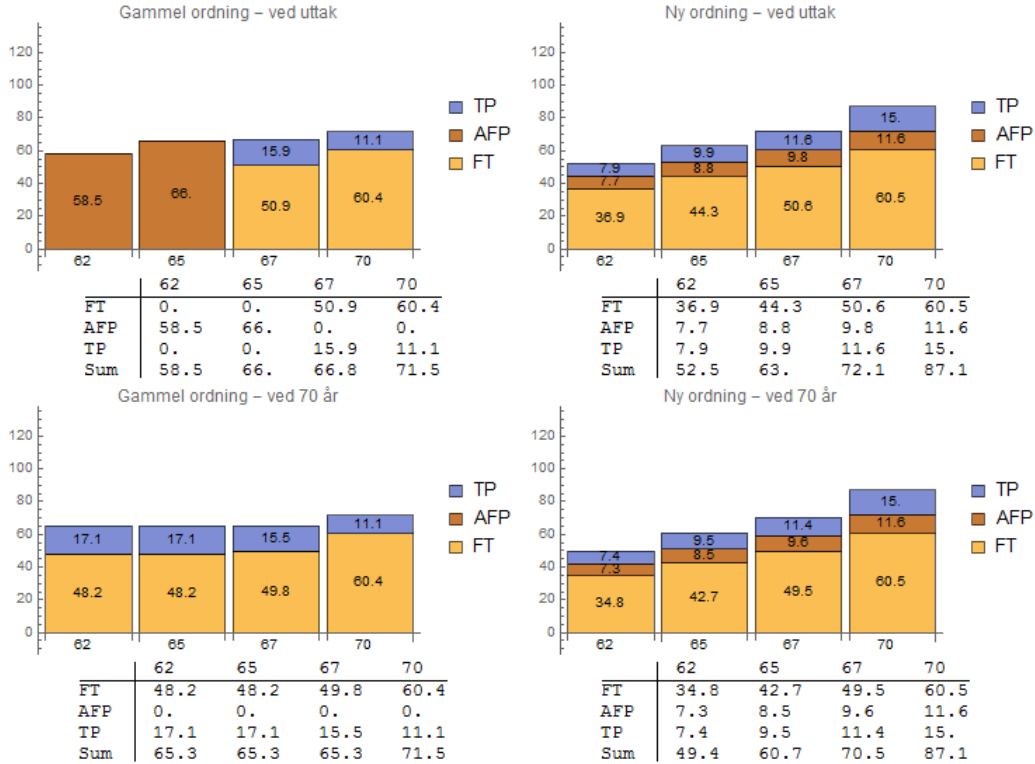 Gammel ordning – ved uttak
120
100
80
60
40
20
0
58.5
66.
15.9
50.9
11.1
60.4
62 65 67 70
TP
AFP
FT
62 65 67 70
FT 0. 0. 50.9 60.4
AFP 58.5 66. 0. 0.
TP 0. 0. 15.9 11.1
Sum 58.5 66. 66.8 71.5
Ny ordning – ved uttak
120
100
80
60
40
20
0
7.9
7.7
36.9
9.9
8.8
44.3
11.6
9.8
50.6
15.
11.6
60.5
62 65 67 70
TP
AFP
FT
62 65 67 70
FT 36.9 44.3 50.6 60.5
AFP 7.7 8.8 9.8 11.6
TP 7.9 9.9 11.6 15.
Sum 52.5 63. 72.1 87.1
Gammel ordning – ved 70 år
120
100
80
60
40
20
0
17.1
48.2
17.1
48.2
15.5
49.8
11.1
60.4
62 65 67 70
TP
AFP
FT
62 65 67 70
FT 48.2 48.2 49.8 60.4
AFP 0. 0. 0. 0.
TP 17.1 17.1 15.5 11.1
Sum 65.3 65.3 65.3 71.5
Ny ordning – ved 70 år
120
100
80
60
40
20
0
7.4
7.3
34.8
9.5
8.5
42.7
11.4
9.6
49.5
15.
11.6
60.5
62 65 67 70
TP
AFP
FT
62 65 67 70
FT 34.8 42.7 49.5 60.5
AFP 7.3 8.5 9.6 11.6
TP 7.4 9.5 11.4 15.
Sum 49.4 60.7 70.5 87.1